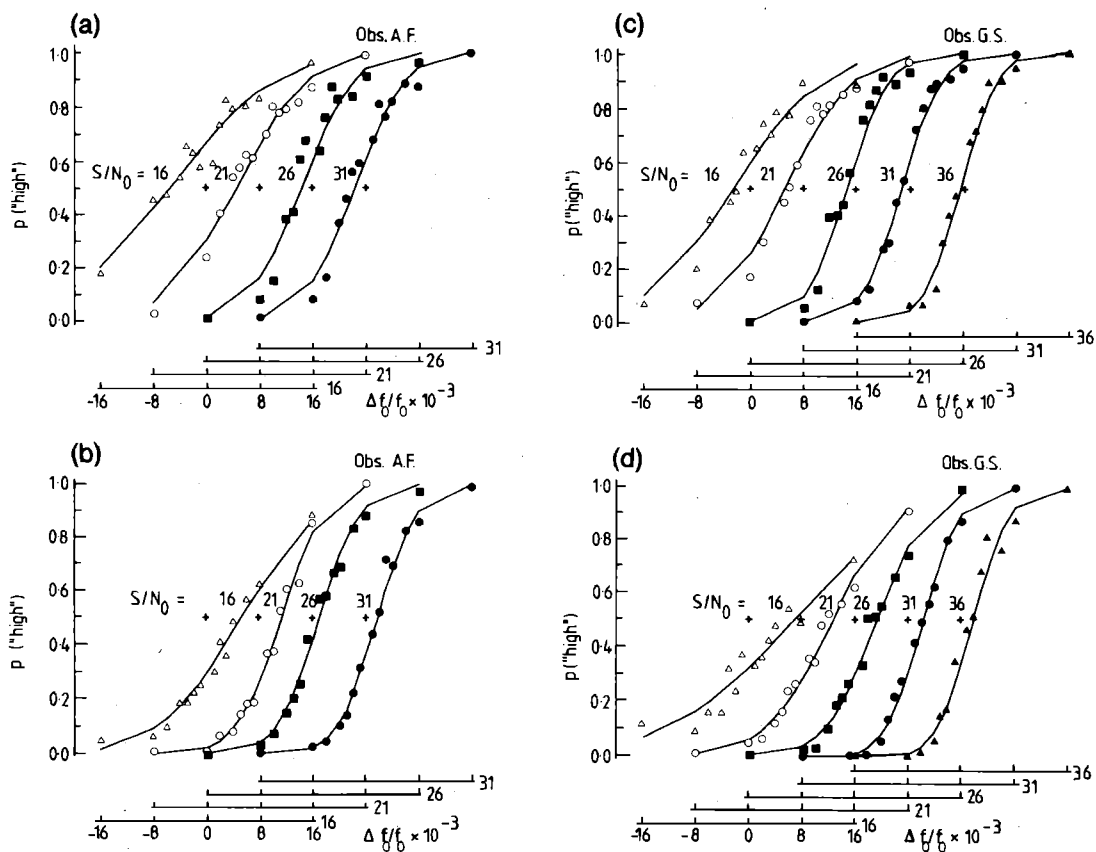 (a)
Obs. A.F.
1·0
0·8
0·6
0·4
0·2
0·0
p ("high")
S/N₀ = 16 21 26 31
31
26
21
16
-16 -8 0 8 16 Δf₀/f₀ × 10⁻³
(c)
Obs. G.S.
1·0
0·8
0·6
0·4
0·2
0·0
p ("high")
S/N₀ = 16 21 26 31 36
36
31
26
21
16
-16 -8 0 8 16 Δf₀/f₀ × 10⁻³
(b)
Obs. A.F.
1·0
0·8
0·6
0·4
0·2
0·0
p ("high")
S/N₀ = 16 21 26 31
31
26
21
16
-16 -8 0 8 16 Δf₀/f₀ × 10⁻³
(d)
Obs. G.S.
1·0
0·8
0·6
0·4
0·2
0·0
p ("high")
S/N₀ = 16 21 26 31 36
36
31
26
21
16
-16 -8 0 8 16 Δf₀/f₀ × 10⁻³